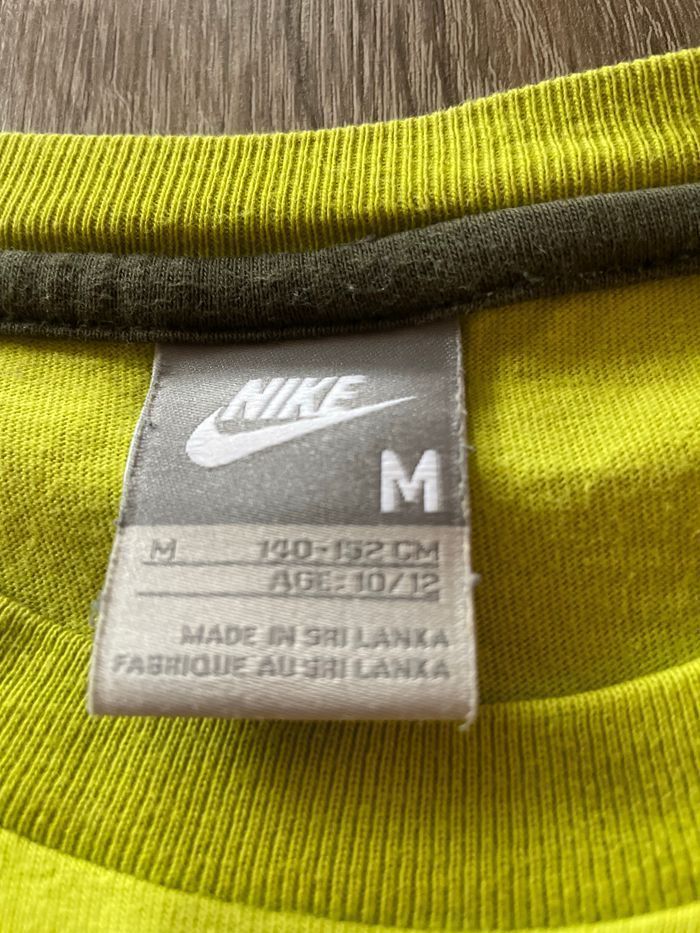 NIKE
M
M 140-152 CM
AGE: 10/12
MADE IN SRI LANKA
FABRIQUE AU SRI LANKA